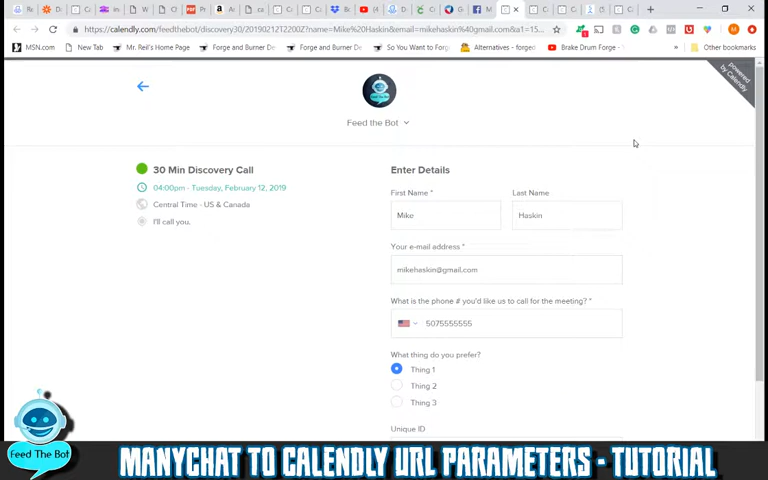 MSN.com
New Tab
Mr. Reil's Home Page
Forge and Burner De
Forge and Burner De
So You Want to Forg
Alternatives - forged
Brake Drum Forge
Other bookmarks
https://calendly.com/feedthebot/discovery30/20190212T2200Z?name=Mike%20Haskin&email=mikehaskin%40gmail.com&a1=15...
powered
by Calendly
Feed the Bot
30 Min Discovery Call
04:00pm - Tuesday, February 12, 2019
Central Time - US & Canada
I'll call you.
Enter Details
First Name *
Last Name
Mike
Haskin
Your e-mail address *
mikehaskin@gmail.com
What is the phone # you'd like us to call for the meeting? *
5075555555
What thing do you prefer?
Thing 1
Thing 2
Thing 3
Unique ID
Feed The Bot
MANYCHAT TO CALENDLY URL PARAMETERS - TUTORIAL